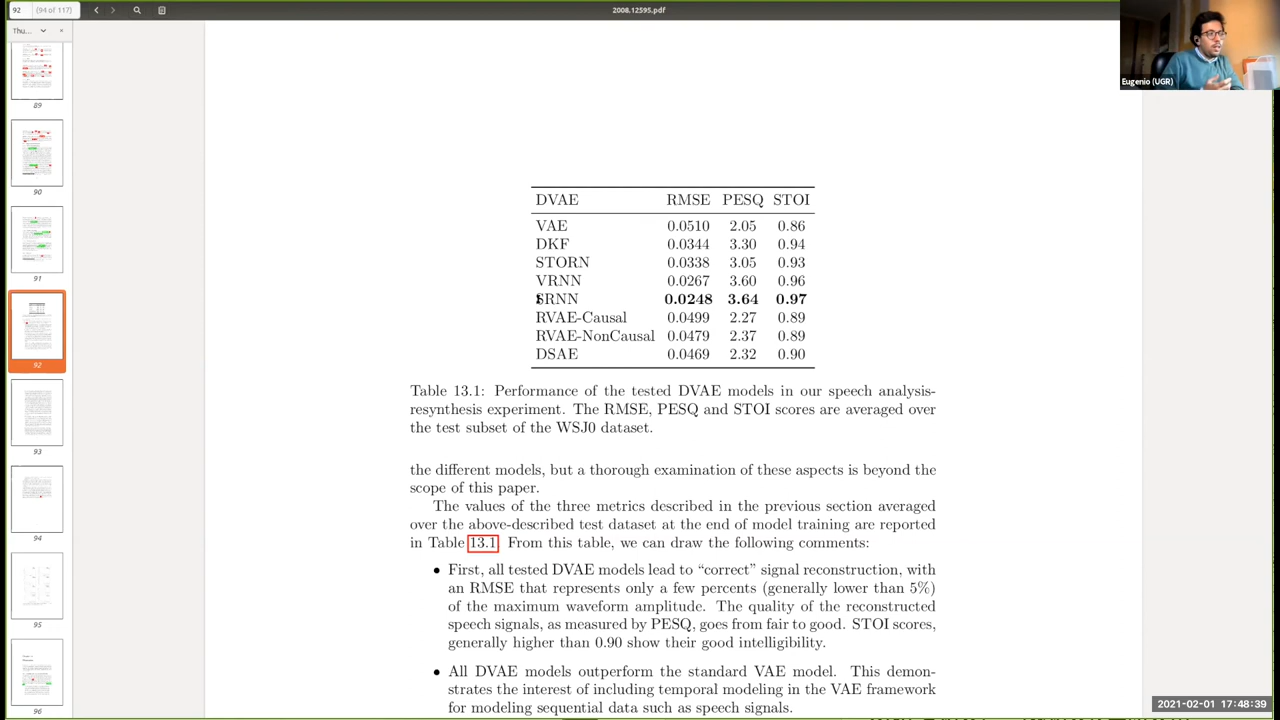 92
(94 of 117)
2008.12595.pdf
Thu...
89
90
91
92
93
94
95
96
Eugenio (UGR)
DVAE RMSE PESQ STOI
VAE 0.0510 2.05 0.86
DKF 0.0344 3.30 0.94
STORN 0.0338 3.05 0.93
VRNN 0.0267 3.60 0.96
SRNN 0.0248 3.64 0.97
RVAE-Causal 0.0499 2.27 0.89
RVAE-NonCausal 0.0479 2.37 0.89
DSAE 0.0469 2.32 0.90
Table 13.1: Performance of the tested DVAE models in our speech analysis-
resynthesis experiment. The RMSE, PESQ and STOI scores are averaged over
the test subset of the WSJ0 dataset.
the different models, but a thorough examination of these aspects is beyond the
scope of this paper.
The values of the three metrics described in the previous section averaged
over the above-described test dataset at the end of model training are reported
in Table 13.1. From this table, we can draw the following comments:
• First, all tested DVAE models lead to “correct” signal reconstruction, with
an RMSE that represents only a few percents (generally lower than 5%)
of the maximum waveform amplitude. The quality of the reconstructed
speech signals, as measured by PESQ, goes from fair to good. STOI scores,
generally higher than 0.90 show their good intelligibility.
• All DVAE models outperform the standard VAE model. This demon-
strates the interest of including temporal modeling in the VAE framework
for modeling sequential data such as speech signals.
2021-02-01 17:48:39